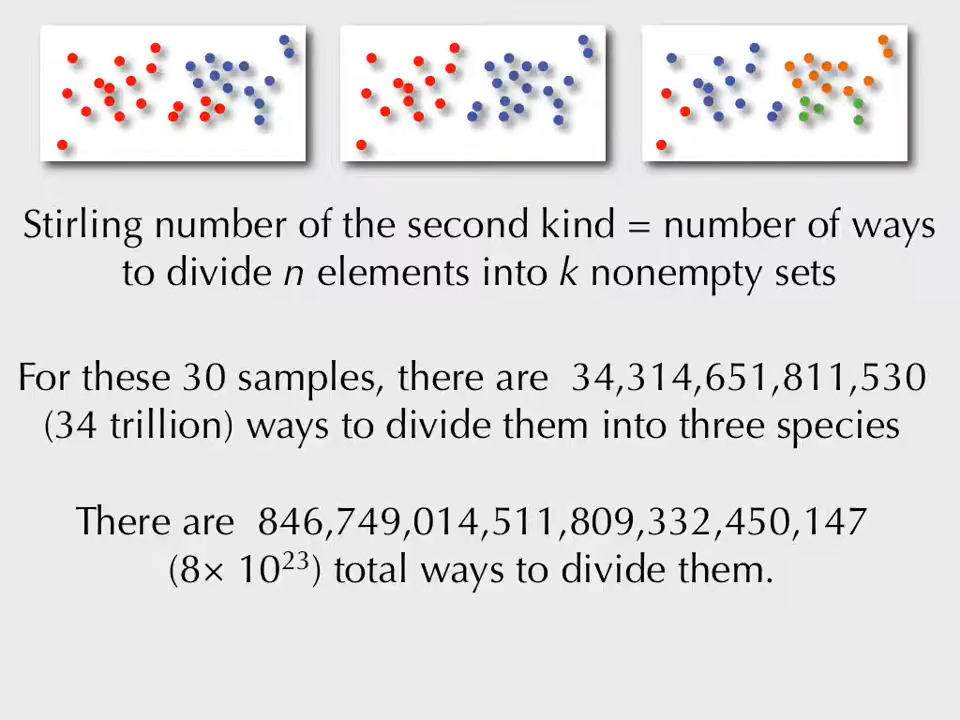 Stirling number of the second kind = number of ways
to divide n elements into k nonempty sets
For these 30 samples, there are 34,314,651,811,530
(34 trillion) ways to divide them into three species
There are 846,749,014,511,809,332,450,147
(8× 10²³) total ways to divide them.